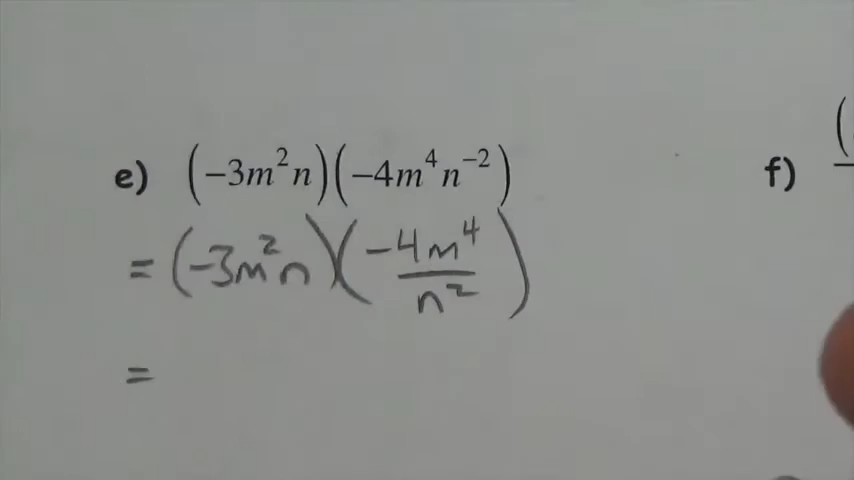 e) (−3m²n)(−4m⁴n⁻²)
f) (
= (-3m²n)(-4m⁴/n²)
=